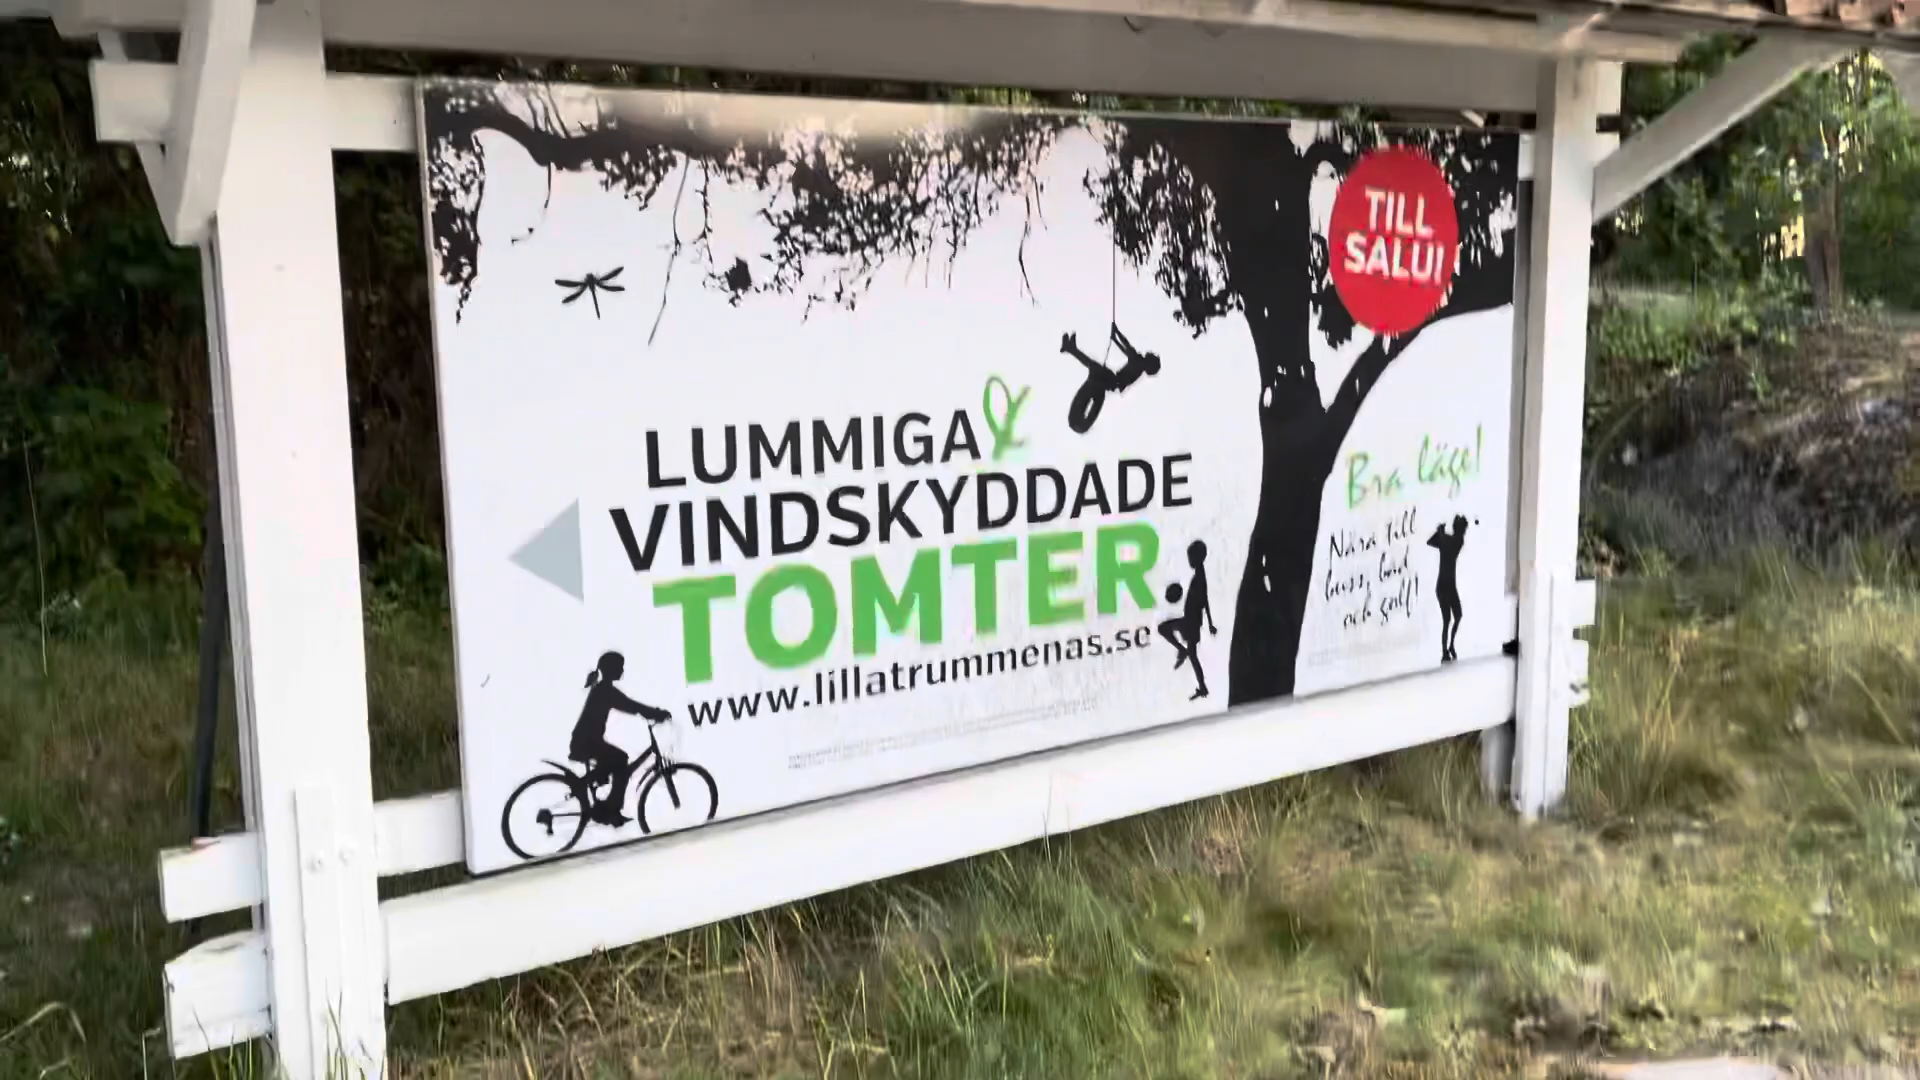 TILL
SALU!
LUMMIGA &
VINDSKYDDADE
TOMTER
www.lillatrummenas.se
Bra läge!
Nära till
buss, bad
och golf!